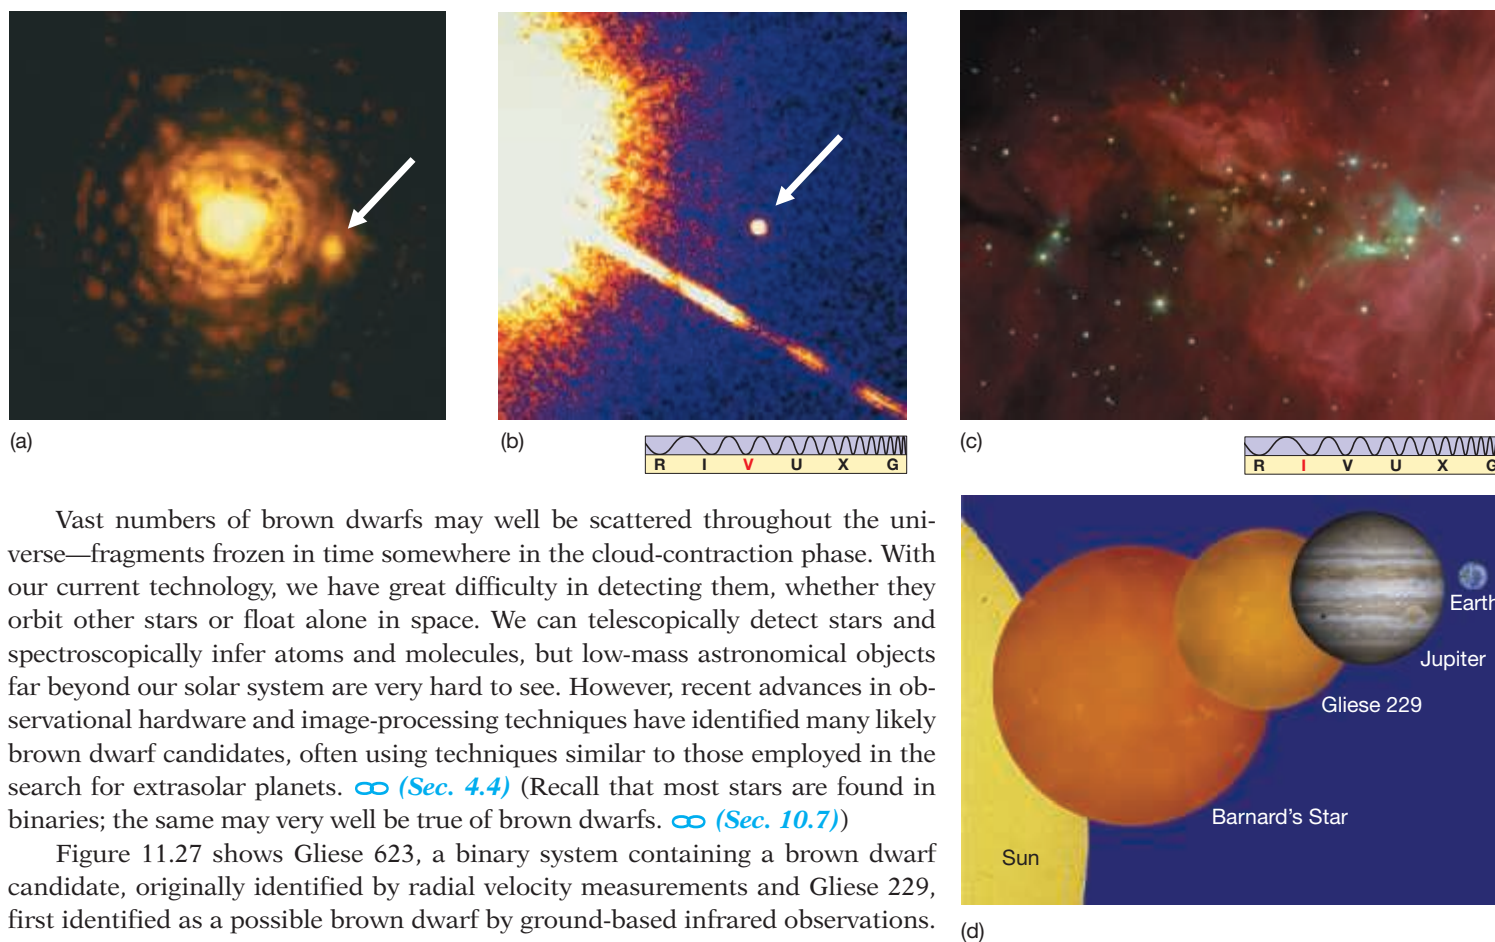 (a)
(b)
R I V U X G
(c)
R I V U X G
Vast numbers of brown dwarfs may well be scattered throughout the uni-
verse—fragments frozen in time somewhere in the cloud-contraction phase. With
our current technology, we have great difficulty in detecting them, whether they
orbit other stars or float alone in space. We can telescopically detect stars and
spectroscopically infer atoms and molecules, but low-mass astronomical objects
far beyond our solar system are very hard to see. However, recent advances in ob-
servational hardware and image-processing techniques have identified many likely
brown dwarf candidates, often using techniques similar to those employed in the
search for extrasolar planets. (Sec. 4.4) (Recall that most stars are found in
binaries; the same may very well be true of brown dwarfs. (Sec. 10.7))
Figure 11.27 shows Gliese 623, a binary system containing a brown dwarf
candidate, originally identified by radial velocity measurements and Gliese 229,
first identified as a possible brown dwarf by ground-based infrared observations.
Earth
Jupiter
Gliese 229
Barnard's Star
Sun
(d)